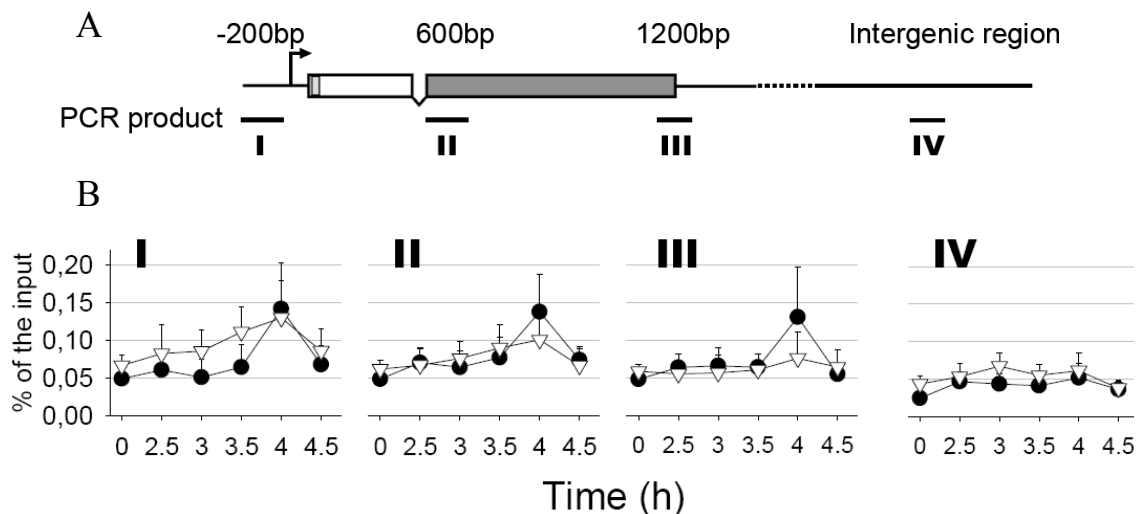 A
-200bp 600bp 1200bp Intergenic region
PCR product
I II III IV
B
I II III IV
% of the input
0,20
0,15
0,10
0,05
0,00
0 2.5 3 3.5 4 4.5
0 2.5 3 3.5 4 4.5
0 2.5 3 3.5 4 4.5
0 2.5 3 3.5 4 4.5
Time (h)